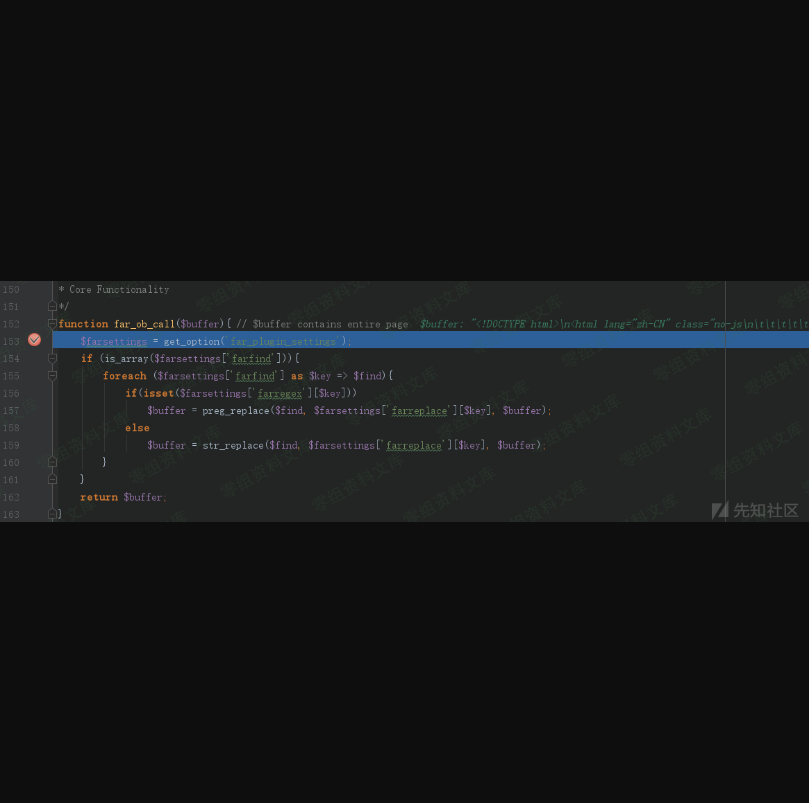 150 * Core Functionality
151 */
152 function far_ob_call($buffer){ // $buffer contains entire page $buffer: "<!DOCTYPE html>\n<html lang="zh-CN" class="no-js\n\t\t\t\t\t
153 $farsettings = get_option('far_plugin_settings');
154 if (is_array($farsettings['farfind'])){
155 foreach ($farsettings['farfind'] as $key => $find){
156 if(isset($farsettings['farregex'][$key]))
157 $buffer = preg_replace($find, $farsettings['farreplace'][$key], $buffer);
158 else
159 $buffer = str_replace($find, $farsettings['farreplace'][$key], $buffer);
160 }
161 }
162 return $buffer;
163 }
先知社区
零组资料文库